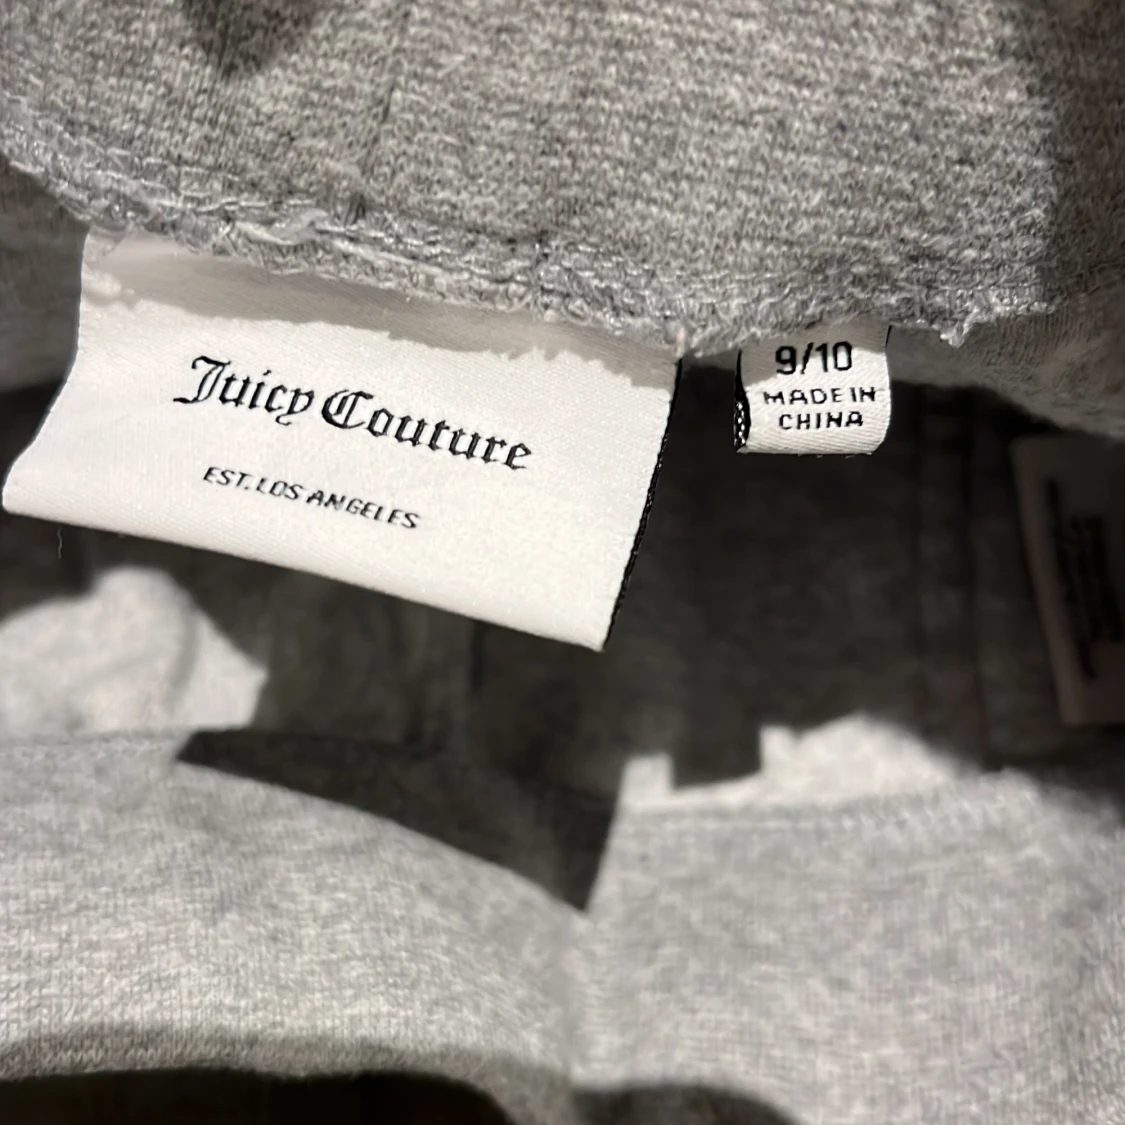 Juicy Couture
EST. LOS ANGELES
9/10
MADE IN
CHINA